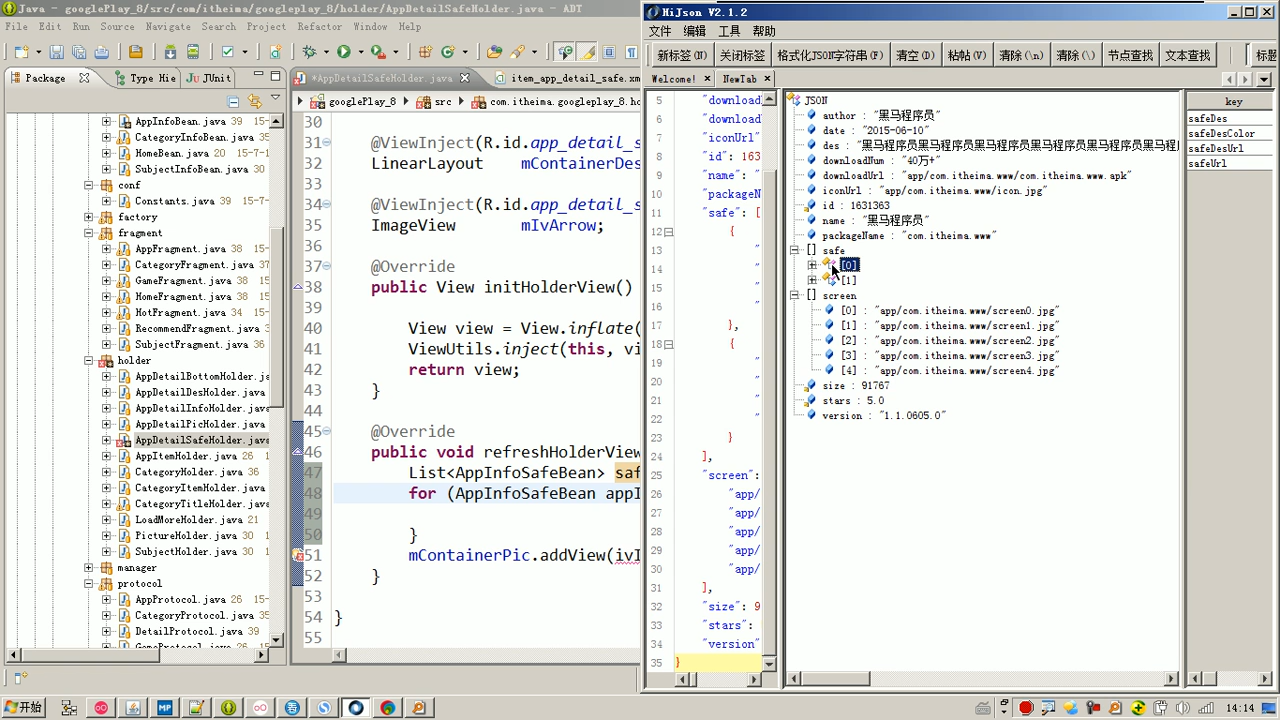 Java - googlePlay_8/src/com/itheima/googleplay_8/holder/AppDetailSafeHolder.java - ADT
File Edit Run Source Navigate Search Project Refactor Window Help
Package
Type Hie
JUnit
AppInfoBean.java 39 15-
CategoryInfoBean.java
HomeBean.java 20 15-7-1
SubjectInfoBean.java
conf
Constants.java 39 15-7
factory
fragment
AppFragment.java 38
CategoryFragment.java
GameFragment.java 38
HomeFragment.java 38
HotFragment.java 34
RecommendFragment.java
SubjectFragment.java 36
holder
AppDetailBottomHolder.java
AppDetailDesHolder.java
AppDetailInfoHolder.java
AppDetailPicHolder.java
AppDetailSafeHolder.java
AppItemHolder.java 26
CategoryHolder.java 36
CategoryItemHolder.java
CategoryTitleHolder.java
LoadMoreHolder.java 21
PictureHolder.java 30
SubjectHolder.java 30
manager
protocol
AppProtocol.java 26 15-
CategoryProtocol.java
DetailProtocol.java 39
*AppDetailSafeHolder.java
item_app_detail_safe.xm
googlePlay_8
src
com.itheima.googleplay_8.ho
30
31 @ViewInject(R.id.app_detail_s
32 LinearLayout mContainerDes
33
34 @ViewInject(R.id.app_detail_s
35 ImageView mIvArrow;
36
37 @Override
38 public View initHolderView()
39
40 View view = View.inflate(
41 ViewUtils.inject(this, vi
42 return view;
43 }
44
45 @Override
46 public void refreshHolderView
47 List<AppInfoSafeBean> saf
48 for (AppInfoSafeBean appI
50 }
51 mContainerPic.addView(ivI
52 }
53
54 }
55
HiJson V2.1.2
文件 编辑 工具 帮助
新标签(N) 关闭标签 格式化JSON字符串(F) 清空(D) 粘帖(V) 清除(\n) 清除(\) 节点查找 文本查找 标题
Welcome!
NewTab
5 "download
6 "download
7 "iconUrl"
8 "id": 163
9 "name": "
10 "packageN
11 "safe": [
12 {
13 "
14 "
15 "
16 "
17 },
18 {
19 "
20 "
21 "
22 "
23 }
24 ],
25 "screen":
26 "app/
27 "app/
28 "app/
29 "app/
30 "app/
31 ],
32 "size": 9
33 "stars":
34 "version"
35 }
JSON
author : "黑马程序员"
date : "2015-06-10"
des : "黑马程序员黑马程序员黑马程序员黑马程序员黑马程序员黑马程
downloadNum : "40万+"
downloadUrl : "app/com.itheima.www/com.itheima.www.apk"
iconUrl : "app/com.itheima.www/icon.jpg"
id : 1631363
name : "黑马程序员"
packageName : "com.itheima.www"
[] safe
[0]
[1]
[] screen
[0] : "app/com.itheima.www/screen0.jpg"
[1] : "app/com.itheima.www/screen1.jpg"
[2] : "app/com.itheima.www/screen2.jpg"
[3] : "app/com.itheima.www/screen3.jpg"
[4] : "app/com.itheima.www/screen4.jpg"
size : 91767
stars : 5.0
version : "1.1.0605.0"
key
safeDes
safeDesColor
safeDesUrl
safeUrl
开始
14:14